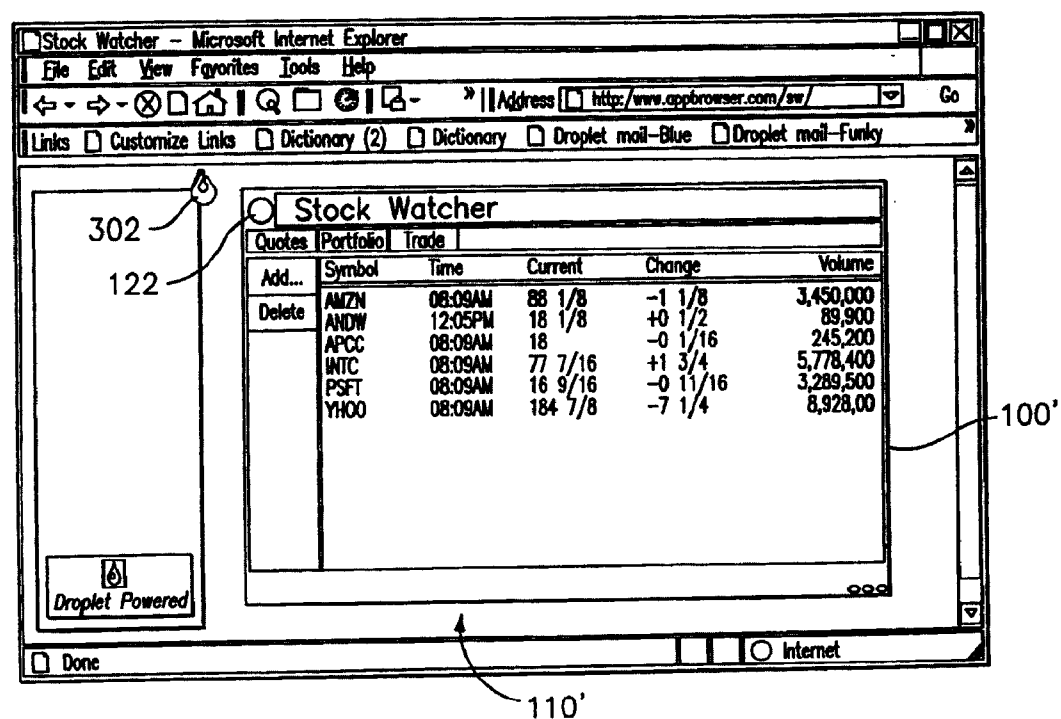 Stock Watcher – Microsoft Internet Explorer
File Edit View Favorites Tools Help
» Address http:/www.appbrowser.com/sw/ Go
Links Customize Links Dictionary (2) Dictionary Droplet mail–Blue Droplet mail–Funky »
302
122
Stock Watcher
Quotes Portfolio Trade
Add... Symbol Time Current Change Volume
Delete
AMZN 08:09AM 88 1/8 –1 1/8 3,450,000
ANDW 12:05PM 18 1/8 +0 1/2 89,900
APCC 08:09AM 18 –0 1/16 245,200
INTC 08:09AM 77 7/16 +1 3/4 5,778,400
PSFT 08:09AM 16 9/16 –0 11/16 3,289,500
YHOO 08:09AM 184 7/8 –7 1/4 8,928,00
100'
Droplet Powered
Done Internet
110'